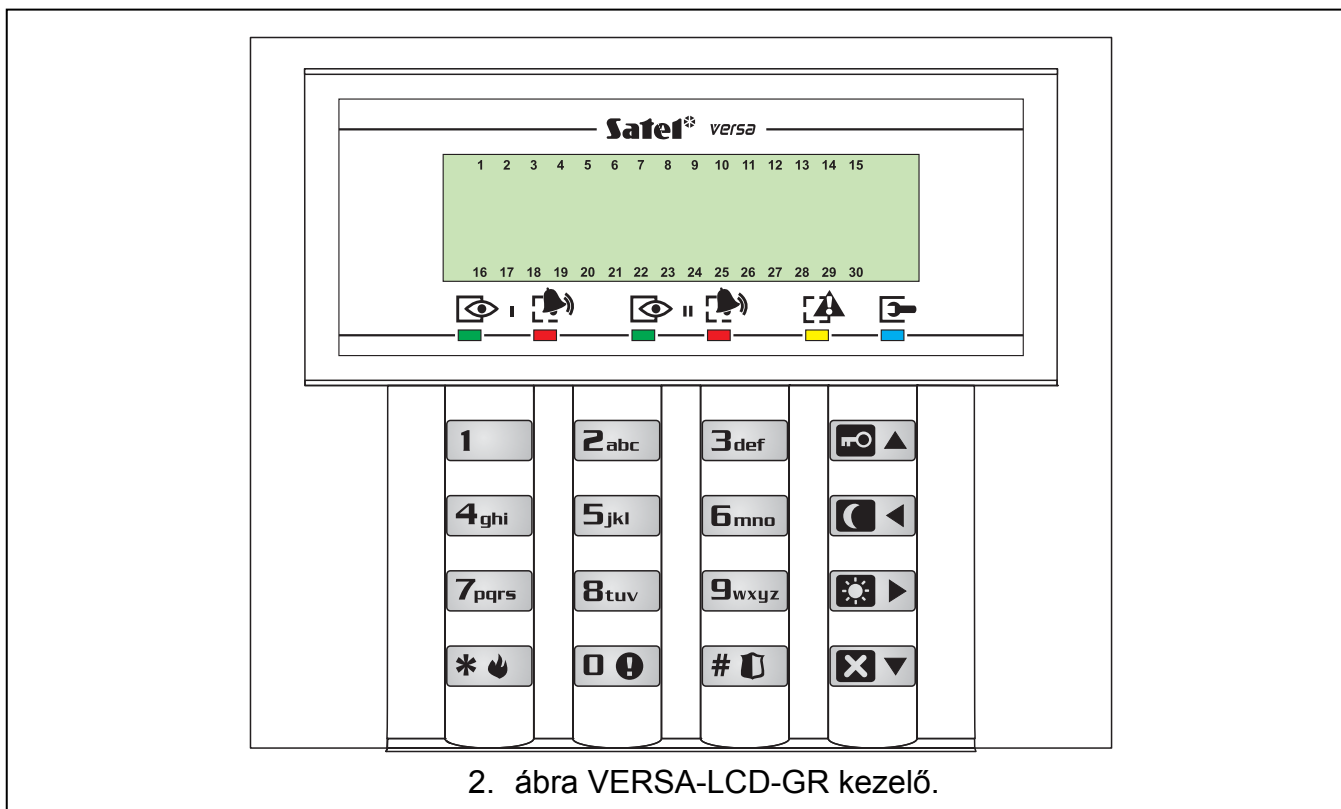 Satel versa
1 2 3 4 5 6 7 8 9 10 11 12 13 14 15
16 17 18 19 20 21 22 23 24 25 26 27 28 29 30
I II
1 2abc 3def
4ghi 5jkl 6mno
7pqrs 8tuv 9wxyz
* 0 #
2. ábra VERSA-LCD-GR kezelő.